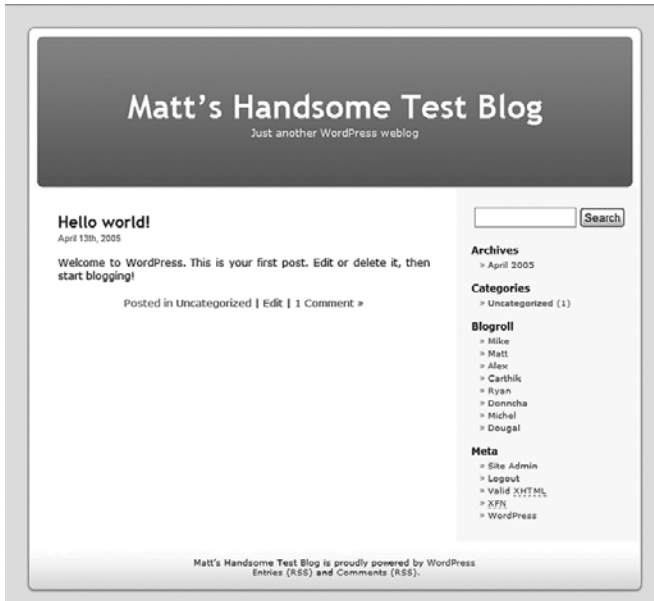 Matt's Handsome Test Blog
Just another WordPress weblog
Hello world!
April 13th, 2005
Welcome to WordPress. This is your first post. Edit or delete it, then
start blogging!
Posted in Uncategorized | Edit | 1 Comment »
Search
Archives
» April 2005
Categories
» Uncategorized (1)
Blogroll
» Mike
» Matt
» Alex
» Carthik
» Ryan
» Donncha
» Michel
» Dougal
Meta
» Site Admin
» Logout
» Valid XHTML
» XFN
» WordPress
Matt's Handsome Test Blog is proudly powered by WordPress
Entries (RSS) and Comments (RSS).